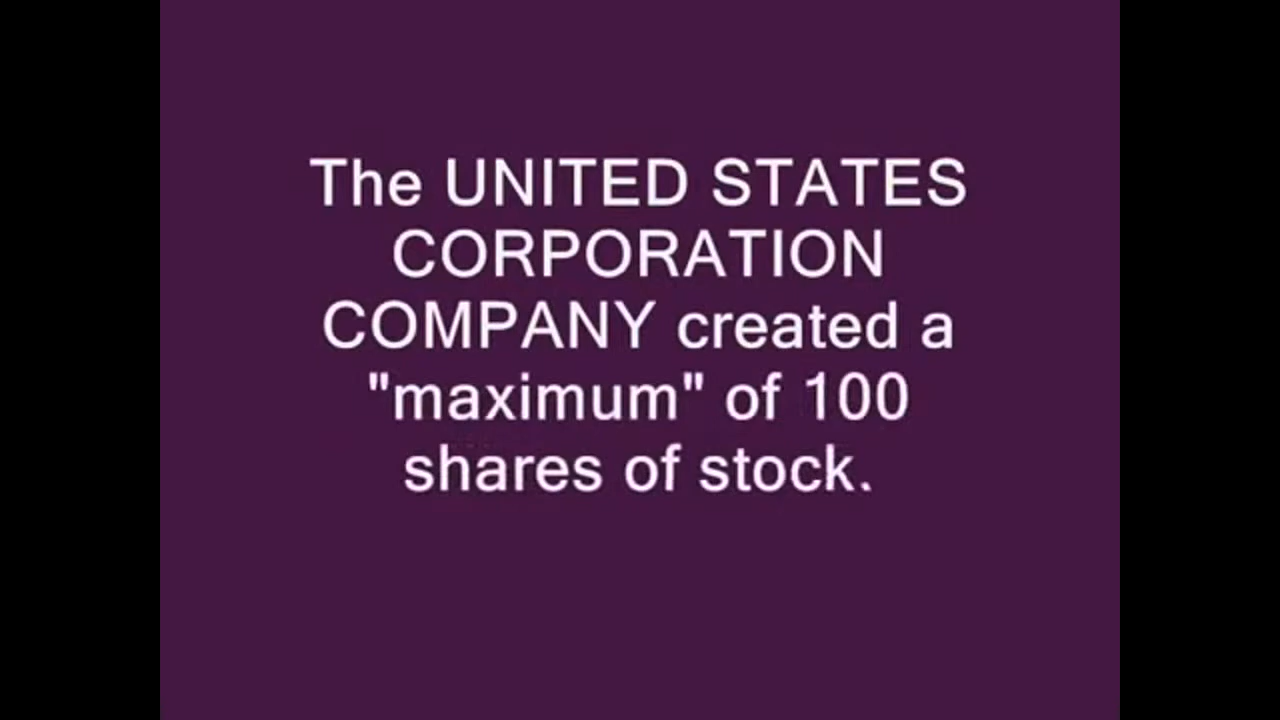 The UNITED STATES
CORPORATION
COMPANY created a
"maximum" of 100
shares of stock.